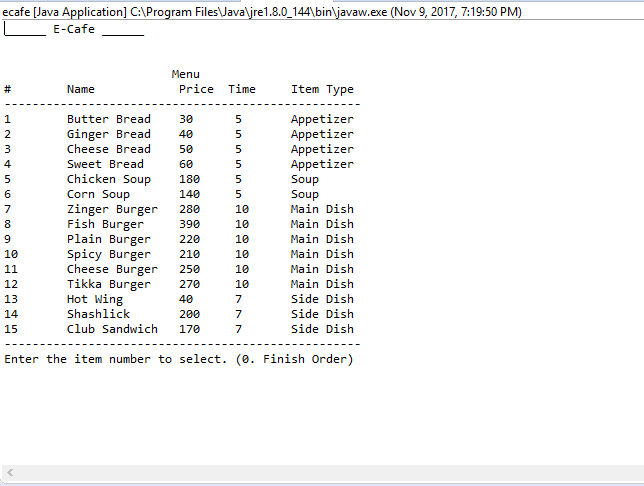 ecafe [Java Application] C:\Program Files\Java\jre1.8.0_144\bin\javaw.exe (Nov 9, 2017, 7:19:50 PM)
______ E-Cafe ______
Menu
# Name Price Time Item Type
---------------------------------------------------
1 Butter Bread 30 5 Appetizer
2 Ginger Bread 40 5 Appetizer
3 Cheese Bread 50 5 Appetizer
4 Sweet Bread 60 5 Appetizer
5 Chicken Soup 180 5 Soup
6 Corn Soup 140 5 Soup
7 Zinger Burger 280 10 Main Dish
8 Fish Burger 390 10 Main Dish
9 Plain Burger 220 10 Main Dish
10 Spicy Burger 210 10 Main Dish
11 Cheese Burger 250 10 Main Dish
12 Tikka Burger 270 10 Main Dish
13 Hot Wing 40 7 Side Dish
14 Shashlick 200 7 Side Dish
15 Club Sandwich 170 7 Side Dish
---------------------------------------------------
Enter the item number to select. (0. Finish Order)